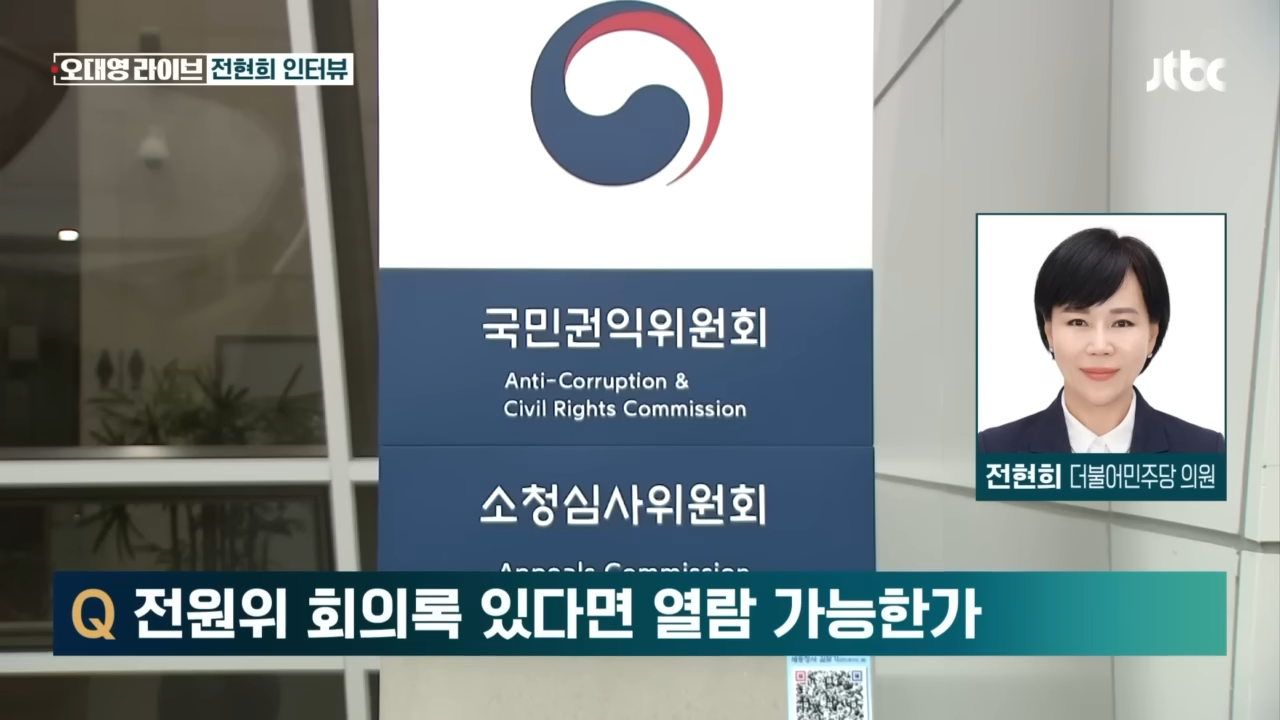 오대영 라이브 전현희 인터뷰
jtbc
국민권익위원회
Anti-Corruption &
Civil Rights Commission
전현희 더불어민주당 의원
소청심사위원회
Appeals Commission
Q 전원위 회의록 있다면 열람 가능한가